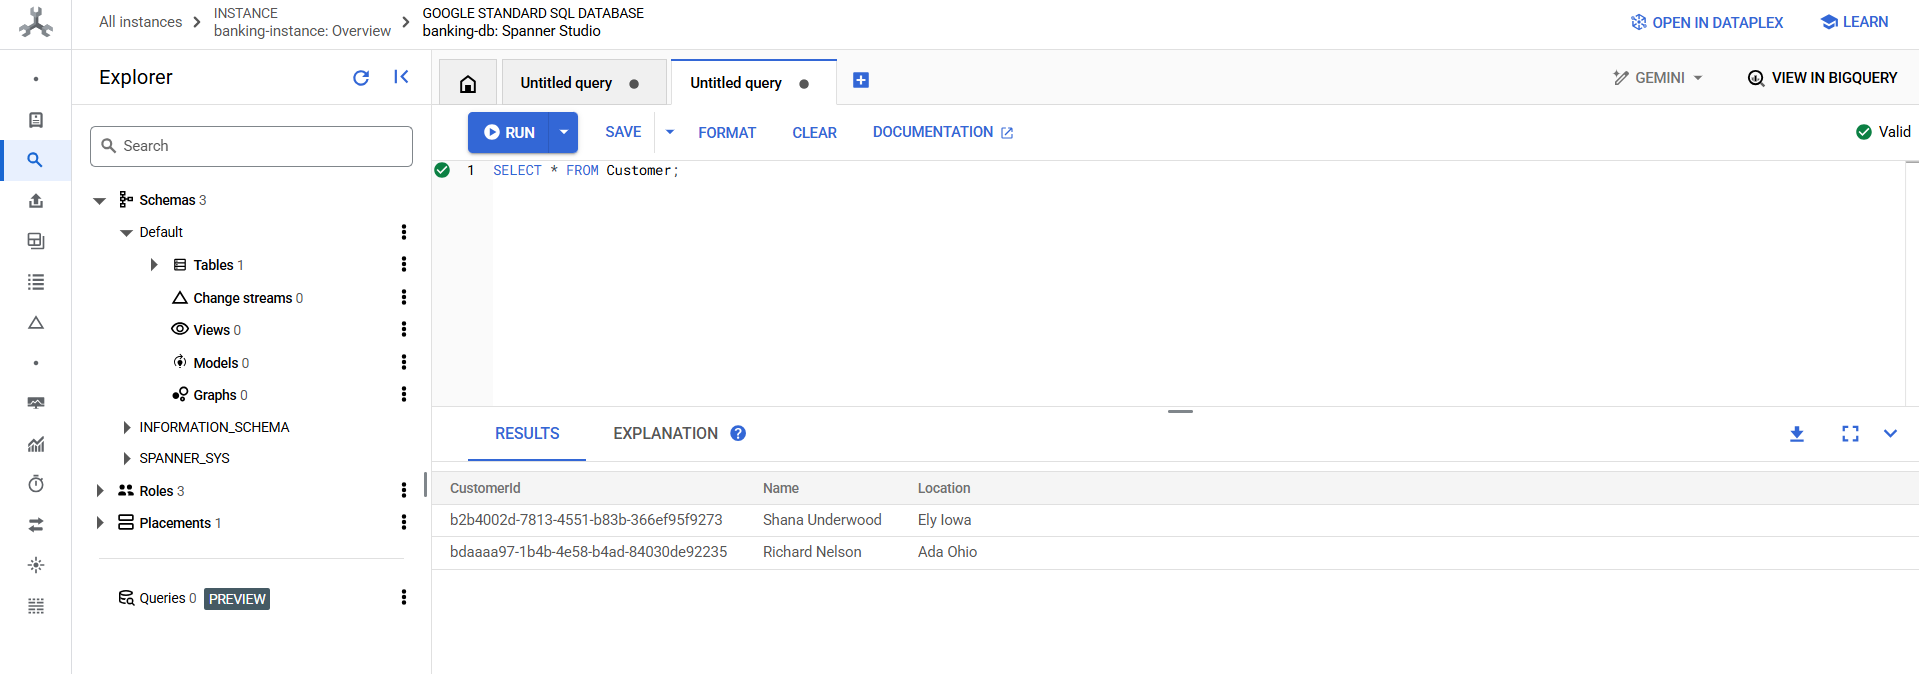 All instances
INSTANCE
banking-instance: Overview
GOOGLE STANDARD SQL DATABASE
banking-db: Spanner Studio
OPEN IN DATAPLEX
LEARN
Explorer
Search
Schemas 3
Default
Tables 1
Change streams 0
Views 0
Models 0
Graphs 0
INFORMATION_SCHEMA
SPANNER_SYS
Roles 3
Placements 1
Queries 0 PREVIEW
Untitled query
Untitled query
GEMINI
VIEW IN BIGQUERY
RUN
SAVE
FORMAT
CLEAR
DOCUMENTATION
Valid
1 SELECT * FROM Customer;
RESULTS
EXPLANATION ?
CustomerId Name Location
b2b4002d-7813-4551-b83b-366ef95f9273 Shana Underwood Ely Iowa
bdaaaa97-1b4b-4e58-b4ad-84030de92235 Richard Nelson Ada Ohio